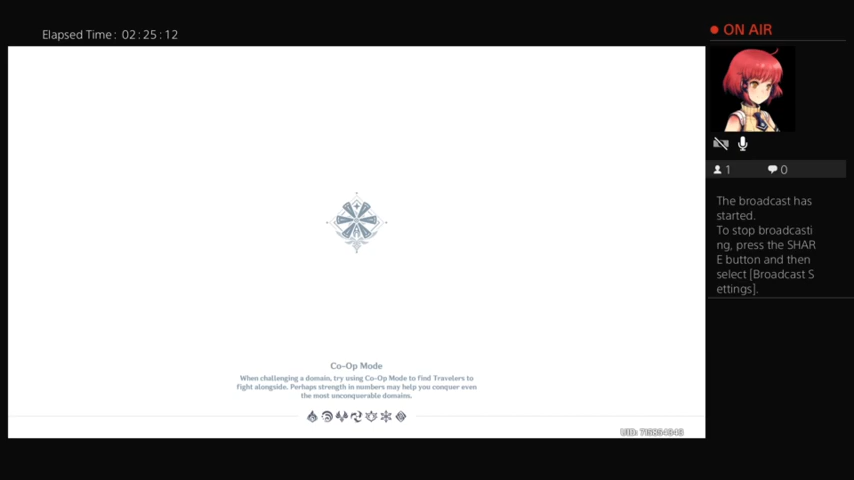 Elapsed Time: 02:25:12
ON AIR
1
0
The broadcast has
started.
To stop broadcasti
ng, press the SHAR
E button and then
select [Broadcast S
ettings].
Co-Op Mode
When challenging a domain, try using Co-Op Mode to find Travelers to
fight alongside. Perhaps strength in numbers may help you conquer even
the most unconquerable domains.
UID: